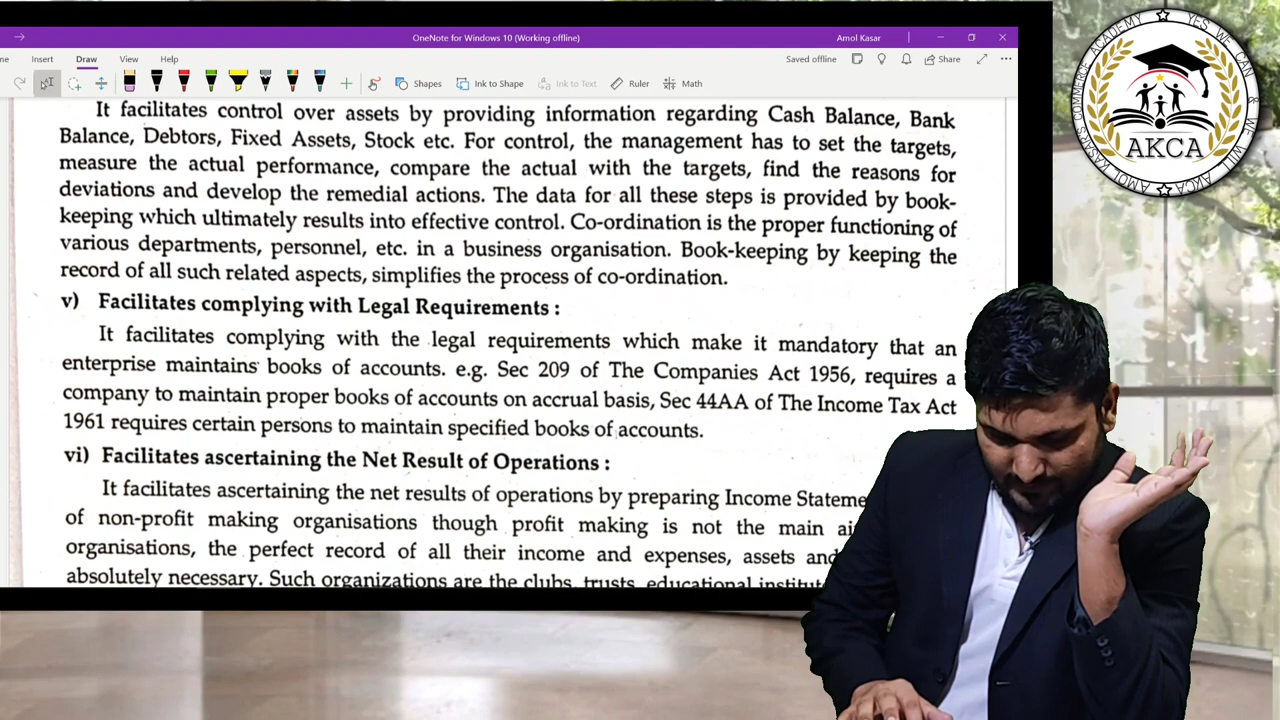 OneNote for Windows 10 (Working offline)
Amol Kasar
Insert
Draw
View
Help
Saved offline
Share
Shapes
Ink to Shape
Ink to Text
Ruler
Math
It facilitates control over assets by providing information regarding Cash Balance, Bank
Balance, Debtors, Fixed Assets, Stock etc. For control, the management has to set the targets,
measure the actual performance, compare the actual with the targets, find the reasons for
deviations and develop the remedial actions. The data for all these steps is provided by book-
keeping which ultimately results into effective control. Co-ordination is the proper functioning of
various departments, personnel, etc. in a business organisation. Book-keeping by keeping the
record of all such related aspects, simplifies the process of co-ordination.
v) Facilitates complying with Legal Requirements :
It facilitates complying with the legal requirements which make it mandatory that an
enterprise maintains books of accounts. e.g. Sec 209 of The Companies Act 1956, requires a
company to maintain proper books of accounts on accrual basis, Sec 44AA of The Income Tax Act
1961 requires certain persons to maintain specified books of accounts.
vi) Facilitates ascertaining the Net Result of Operations :
It facilitates ascertaining the net results of operations by preparing Income Stateme
of non-profit making organisations though profit making is not the main ai
organisations, the perfect record of all their income and expenses, assets and
absolutely necessary. Such organizations are the clubs, trusts, educational institut
AMOL KASAR'S COMMERCE ACADEMY
YES WE CAN & WE WILL
AKCA
AKCA